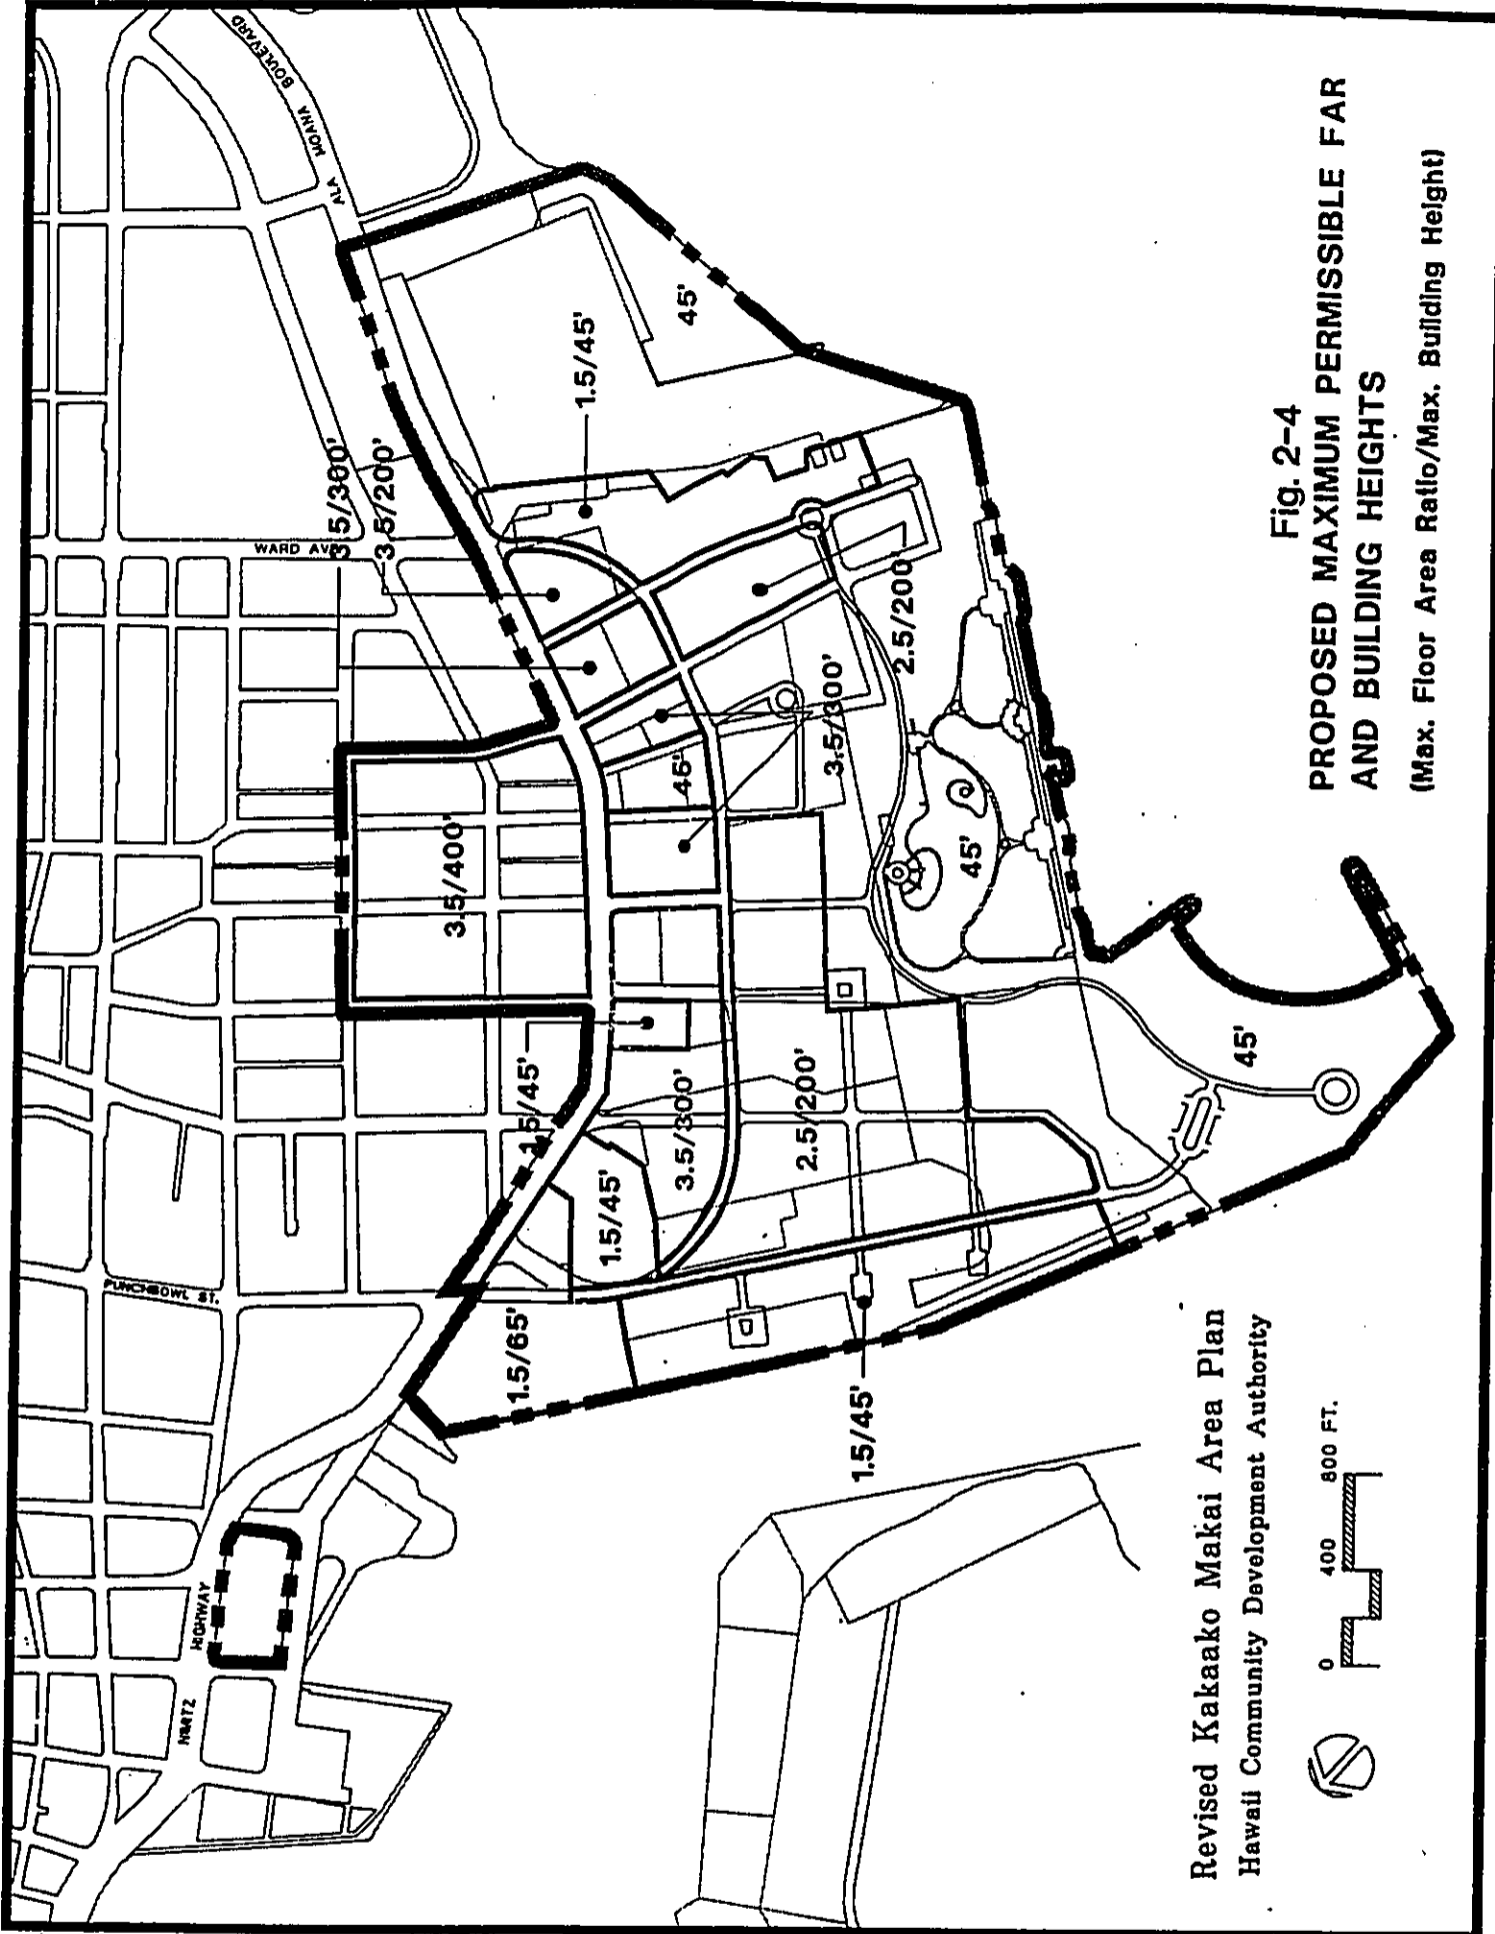 BOULEVARD
MOANA
ALA
WARD AVE
3.5/300'
3.5/200'
1.5/45'
45'
3.5/400'
45'
3.5/300'
2.5/200'
45'
1.5/45'
3.5/300'
2.5/200'
1.5/45'
45'
PUNCHBOWL ST.
1.5/65'
1.5/45'
HIGHWAY
NIMITZ
Fig. 2-4
PROPOSED MAXIMUM PERMISSIBLE FAR
AND BUILDING HEIGHTS
(Max. Floor Area Ratio/Max. Building Height)
Revised Kakaako Makai Area Plan
Hawaii Community Development Authority
0 400 800 FT.